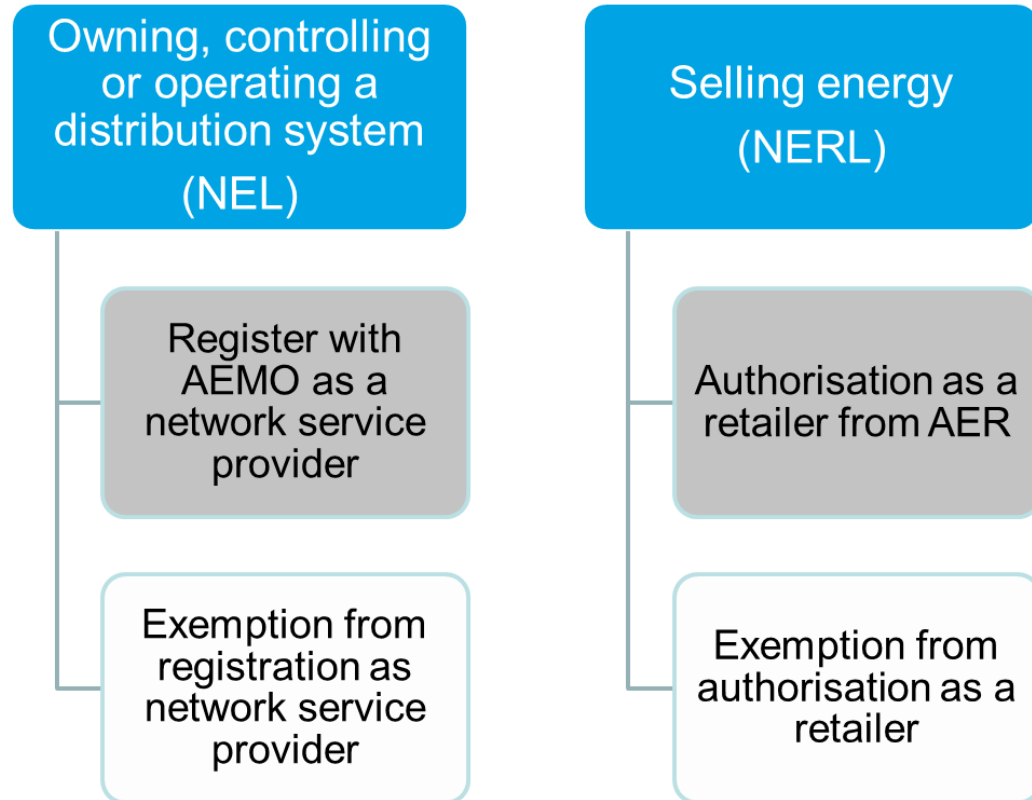 Owning, controlling
or operating a
distribution system
(NEL)
Register with
AEMO as a
network service
provider
Exemption from
registration as
network service
provider
Selling energy
(NERL)
Authorisation as a
retailer from AER
Exemption from
authorisation as a
retailer